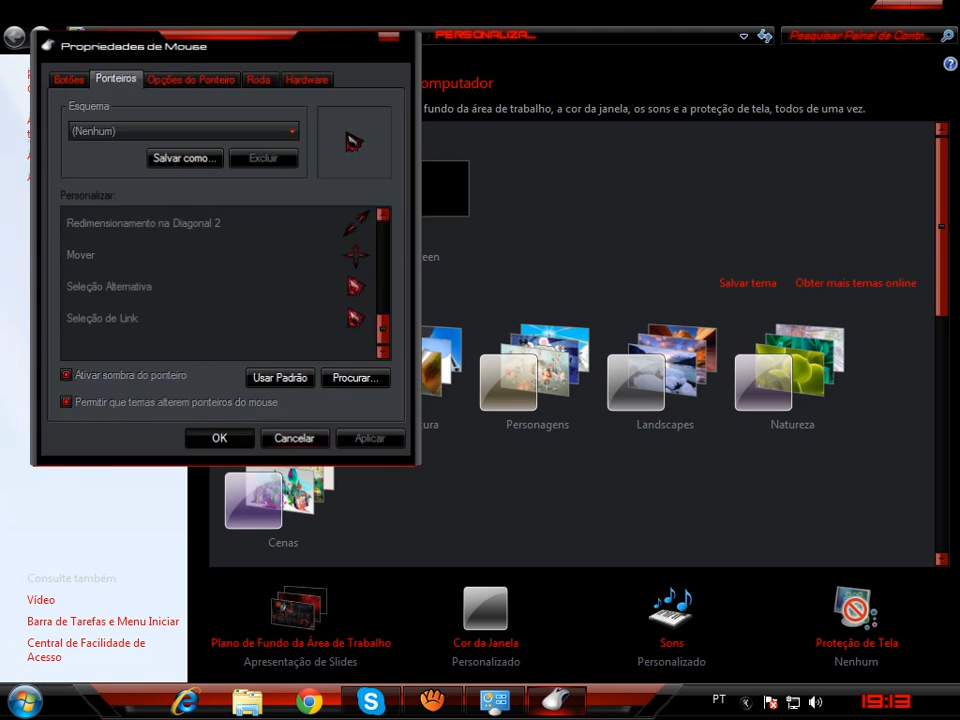 Propriedades de Mouse
PERSONALIZA...
Pesquisar Painel de Contr...
Botões
Ponteiros
Opções do Ponteiro
Roda
Hardware
omputador
fundo da área de trabalho, a cor da janela, os sons e a proteção de tela, todos de uma vez.
Esquema
(Nenhum)
Salvar como...
Excluir
Personalizar:
Redimensionamento na Diagonal 2
Mover
een
Seleção Alternativa
Salvar tema
Obter mais temas online
Seleção de Link
Ativar sombra do ponteiro
Usar Padrão
Procurar...
Permitir que temas alterem ponteiros do mouse
OK
Cancelar
Aplicar
tura
Personagens
Landscapes
Natureza
Cenas
Consulte também
Vídeo
Barra de Tarefas e Menu Iniciar
Central de Facilidade de
Acesso
Plano de Fundo da Área de Trabalho
Apresentação de Slides
Cor da Janela
Personalizado
Sons
Personalizado
Proteção de Tela
Nenhum
PT
19:13